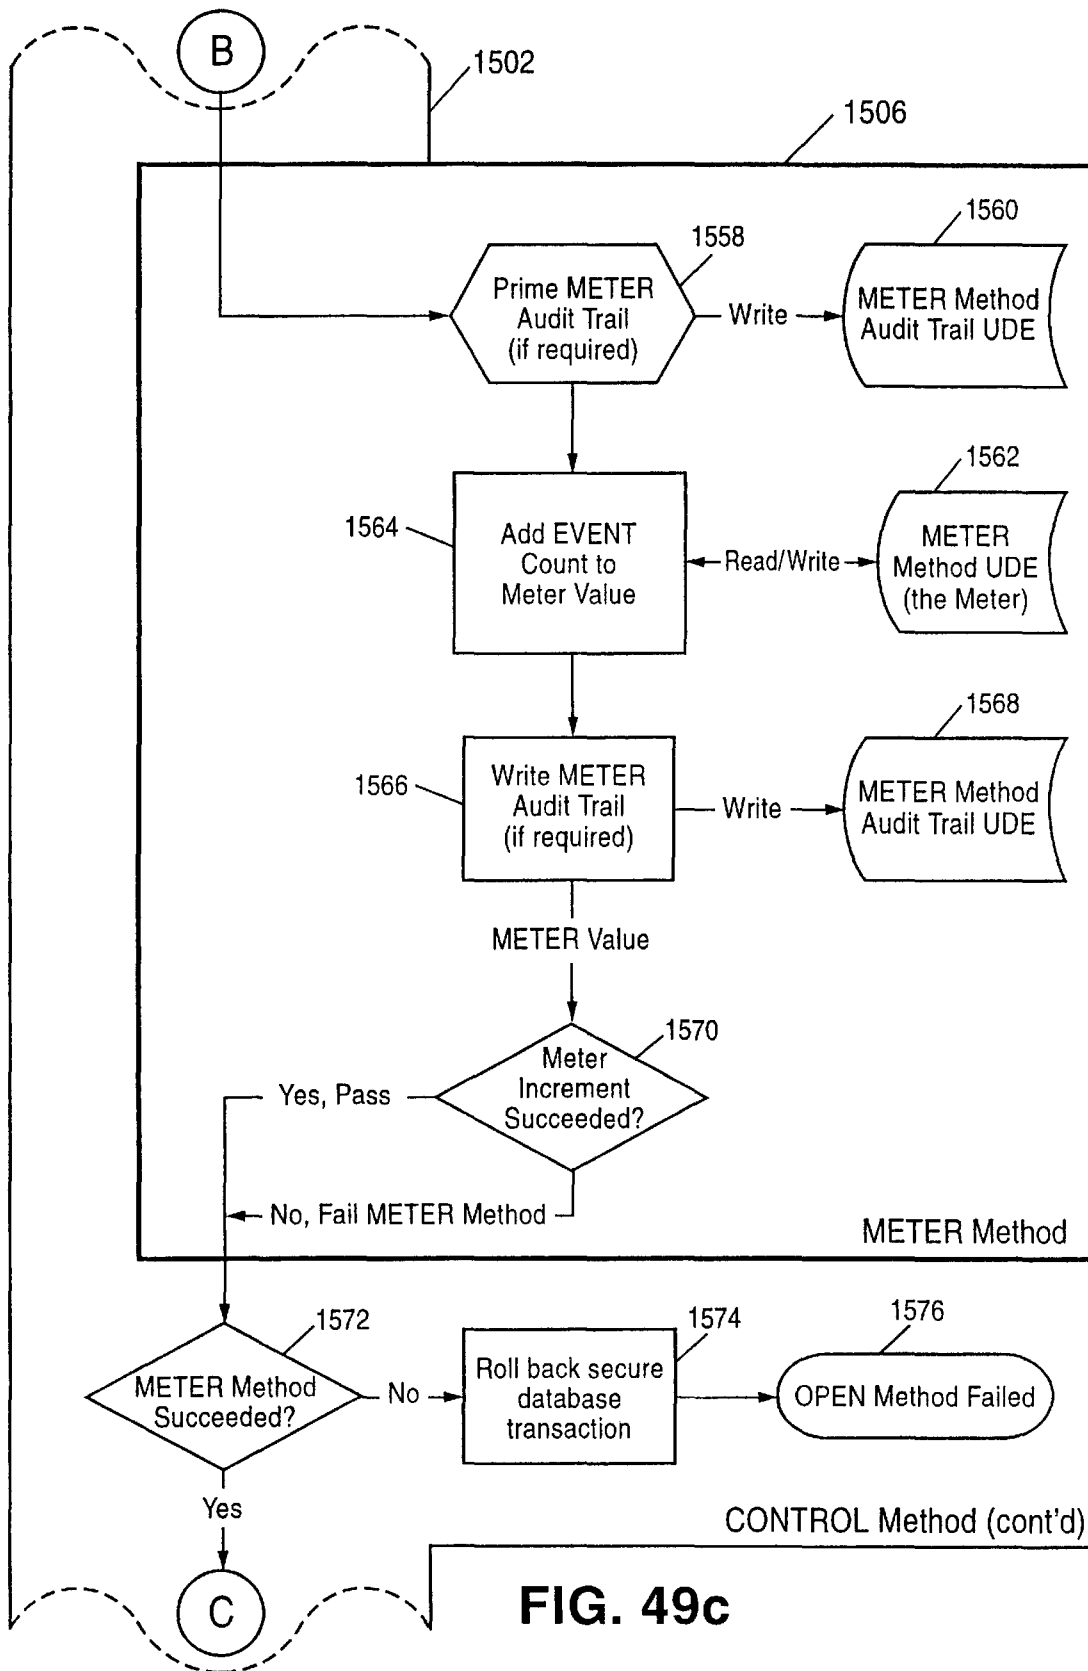 B
1502
1506
1558
Prime METER
Audit Trail
(if required)
Write
1560
METER Method
Audit Trail UDE
1564
Add EVENT
Count to
Meter Value
Read/Write
1562
METER
Method UDE
(the Meter)
1566
Write METER
Audit Trail
(if required)
Write
1568
METER Method
Audit Trail UDE
METER Value
1570
Meter
Increment
Succeeded?
Yes, Pass
No, Fail METER Method
METER Method
1572
METER Method
Succeeded?
No
1574
Roll back secure
database
transaction
1576
OPEN Method Failed
Yes
CONTROL Method (cont'd)
C
FIG. 49c